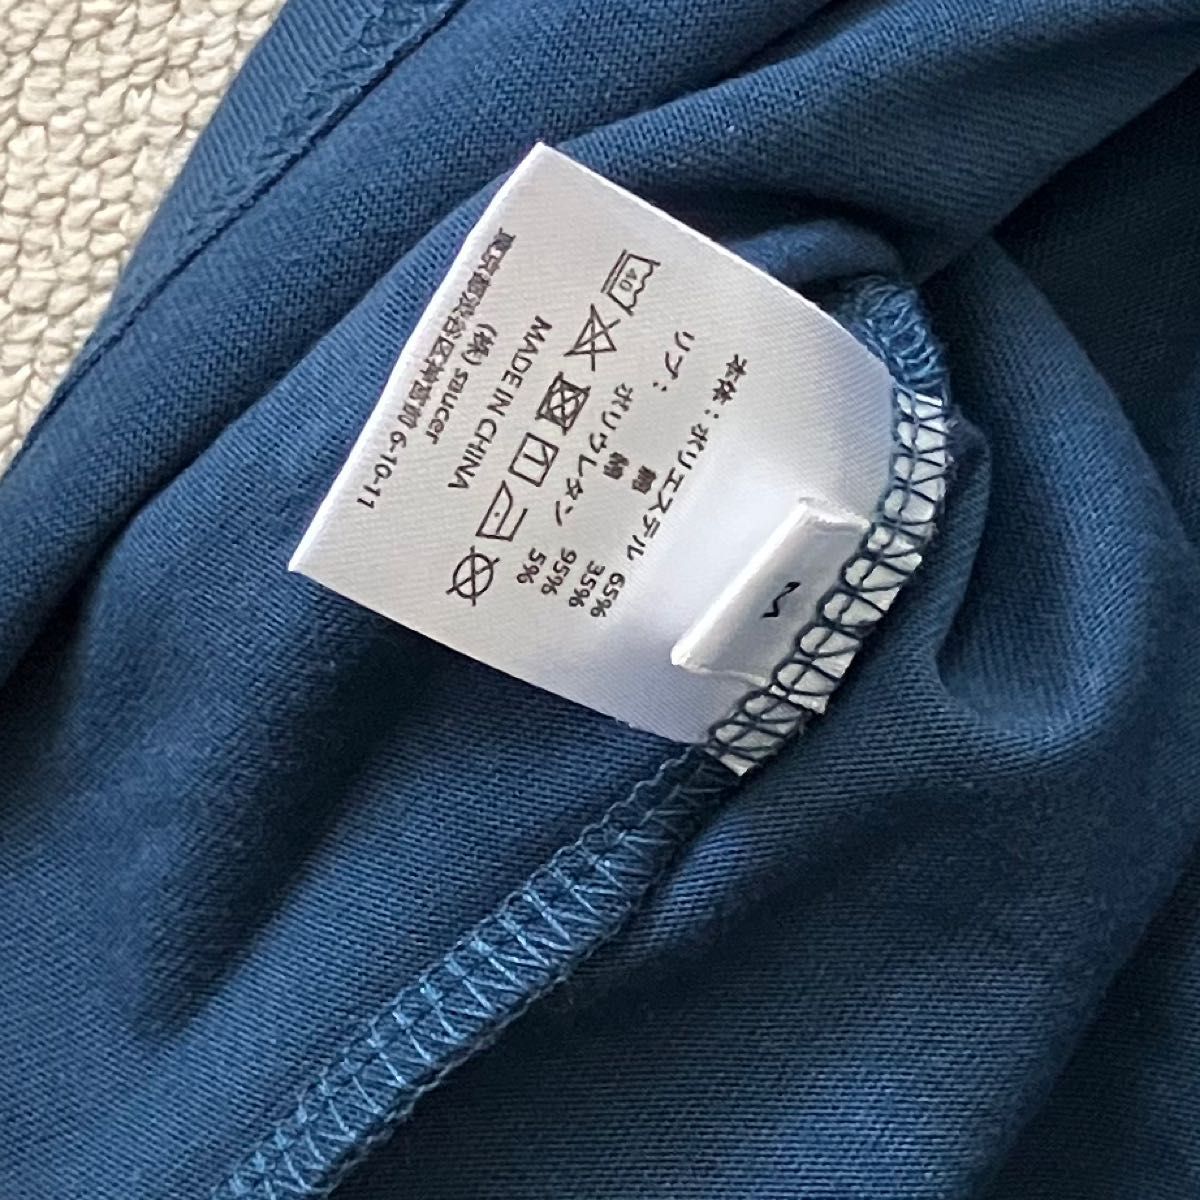 M
本体：ポリエステル 65%
綿 35%
リブ： 綿 95%
ポリウレタン 5%
40
MADE IN CHINA
(株) saucer
東京都渋谷区神宮前 6-10-11